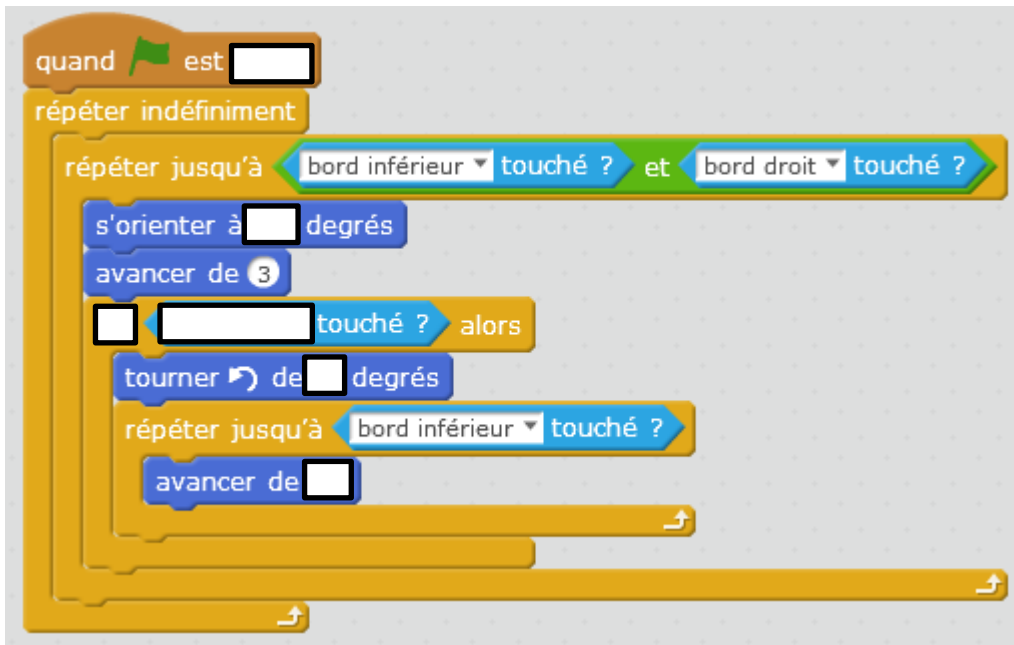 quand est
répéter indéfiniment
répéter jusqu'à bord inférieur touché ? et bord droit touché ?
s'orienter à degrés
avancer de 3
touché ? alors
tourner de degrés
répéter jusqu'à bord inférieur touché ?
avancer de